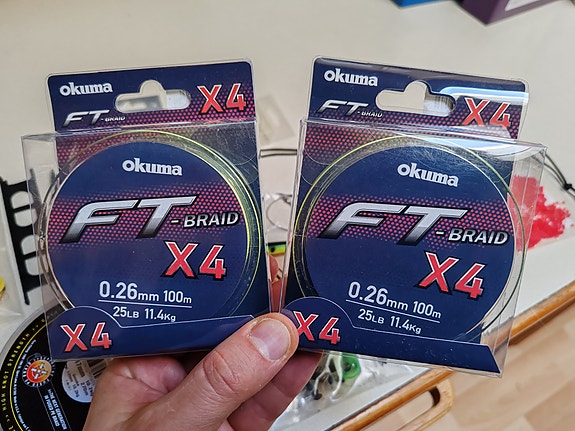 okuma
FT-BRAID X4
okuma
FT-BRAID
X4
0.26mm 100m
25LB 11.4Kg
X4
okuma
FT-BRAID X4
okuma
FT-BRAID
X4
0.26mm 100m
25LB 11.4Kg
X4